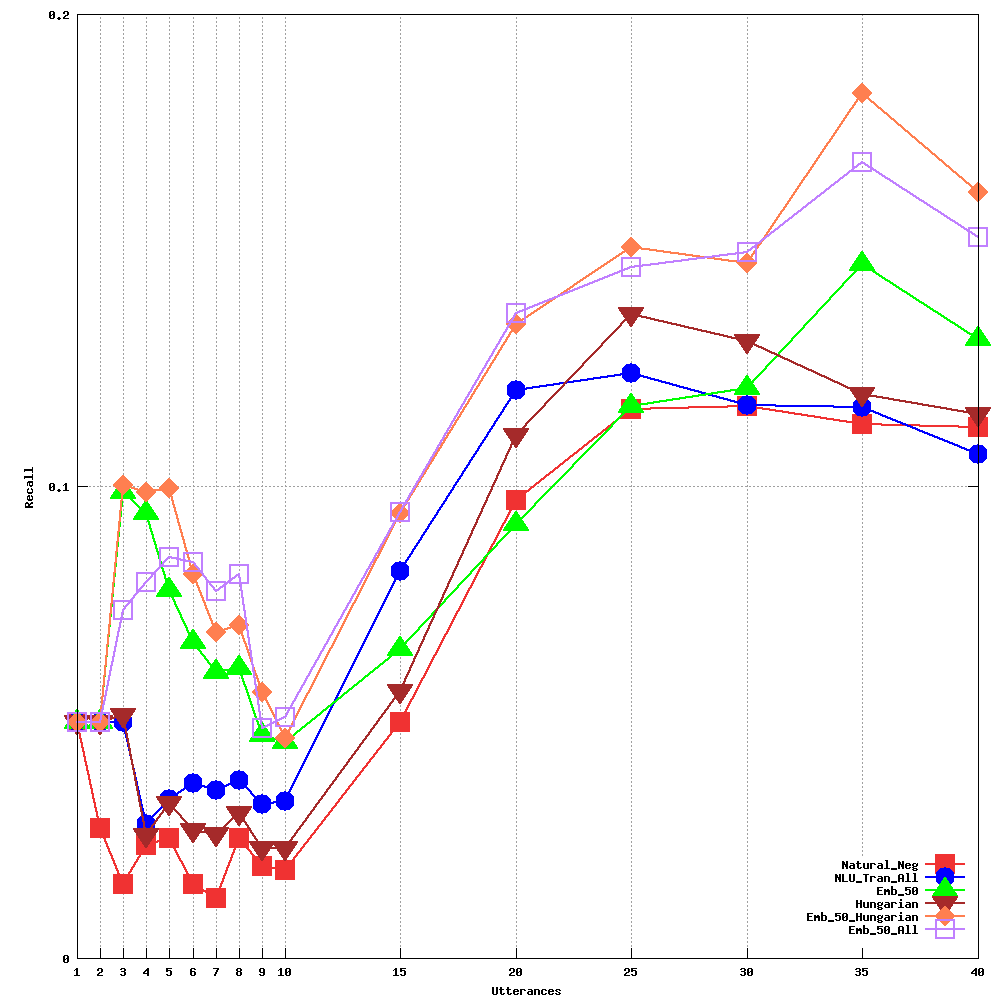 0.2
Recall
0.1
Natural_Neg
NLU_Tran_All
Emb_50
Hungarian
Emb_50_Hungarian
Emb_50_All
0
1 2 3 4 5 6 7 8 9 10 15 20 25 30 35 40
Utterances